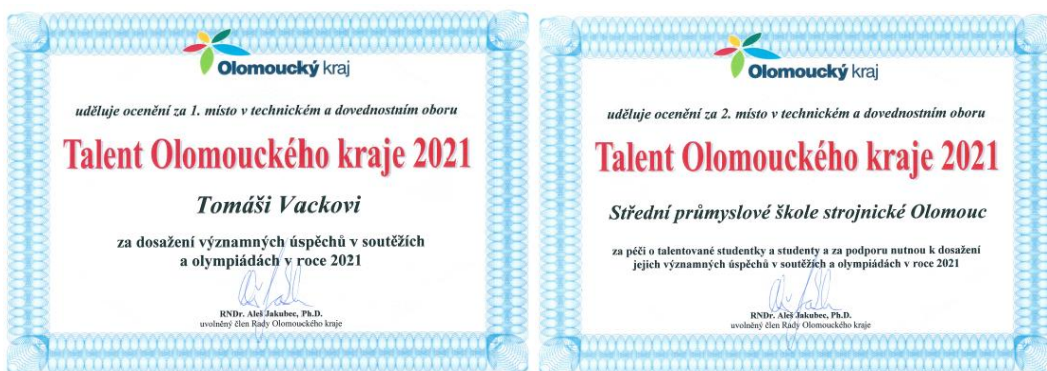 Olomoucký kraj
uděluje ocenění za 1. místo v technickém a dovednostním oboru
Talent Olomouckého kraje 2021
Tomáši Vackovi
za dosažení významných úspěchů v soutěžích
a olympiádách v roce 2021
RNDr. Aleš Jakubec, Ph.D.
uvolněný člen Rady Olomouckého kraje
Olomoucký kraj
uděluje ocenění za 2. místo v technickém a dovednostním oboru
Talent Olomouckého kraje 2021
Střední průmyslové škole strojnické Olomouc
za péči o talentované studentky a studenty a za podporu nutnou k dosažení
jejich významných úspěchů v soutěžích a olympiádách v roce 2021
RNDr. Aleš Jakubec, Ph.D.
uvolněný člen Rady Olomouckého kraje